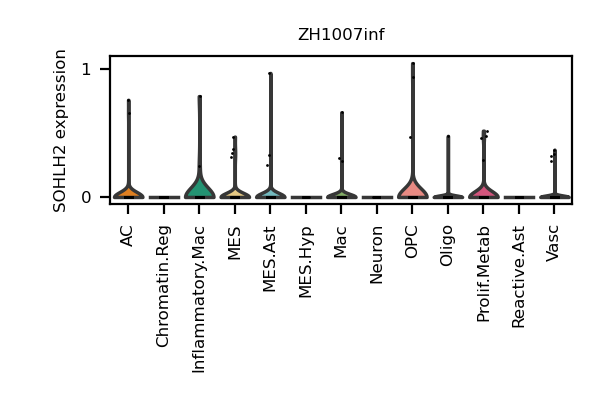 ZH1007inf
SOHLH2 expression
1
0
AC
Chromatin.Reg
Inflammatory.Mac
MES
MES.Ast
MES.Hyp
Mac
Neuron
OPC
Oligo
Prolif.Metab
Reactive.Ast
Vasc